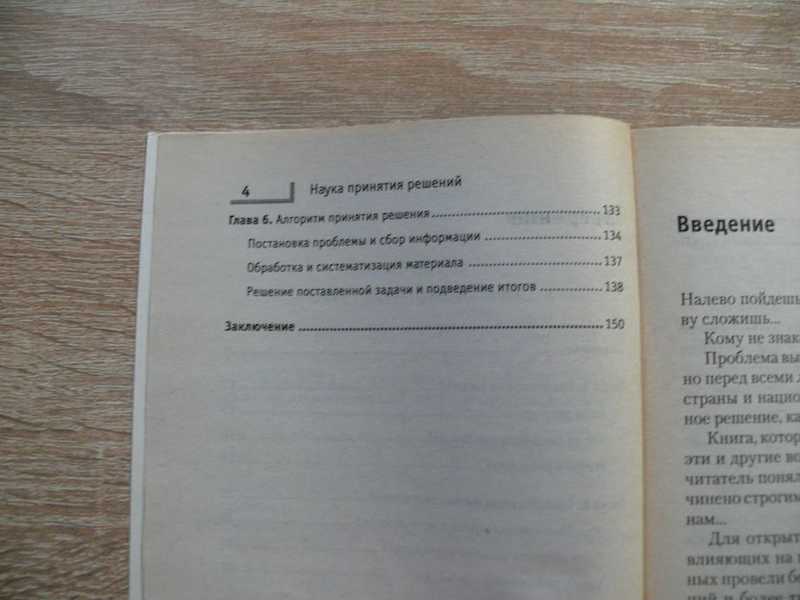 4 Наука принятия решений
Глава 6. Алгоритм принятия решения 133
Постановка проблемы и сбор информации 134
Обработка и систематизация материала 137
Решение поставленной задачи и подведение итогов 138
Заключение 150
Введение
Налево пойдешь
ву сложишь...
Кому не знак
Проблема вы
но перед всеми
страны и нацио
ное решение, ка
Книга, котор
эти и другие во
читатель понял
чинено строгим
нам...
Для открыт
влияющих на
ных провели бо
ний и более